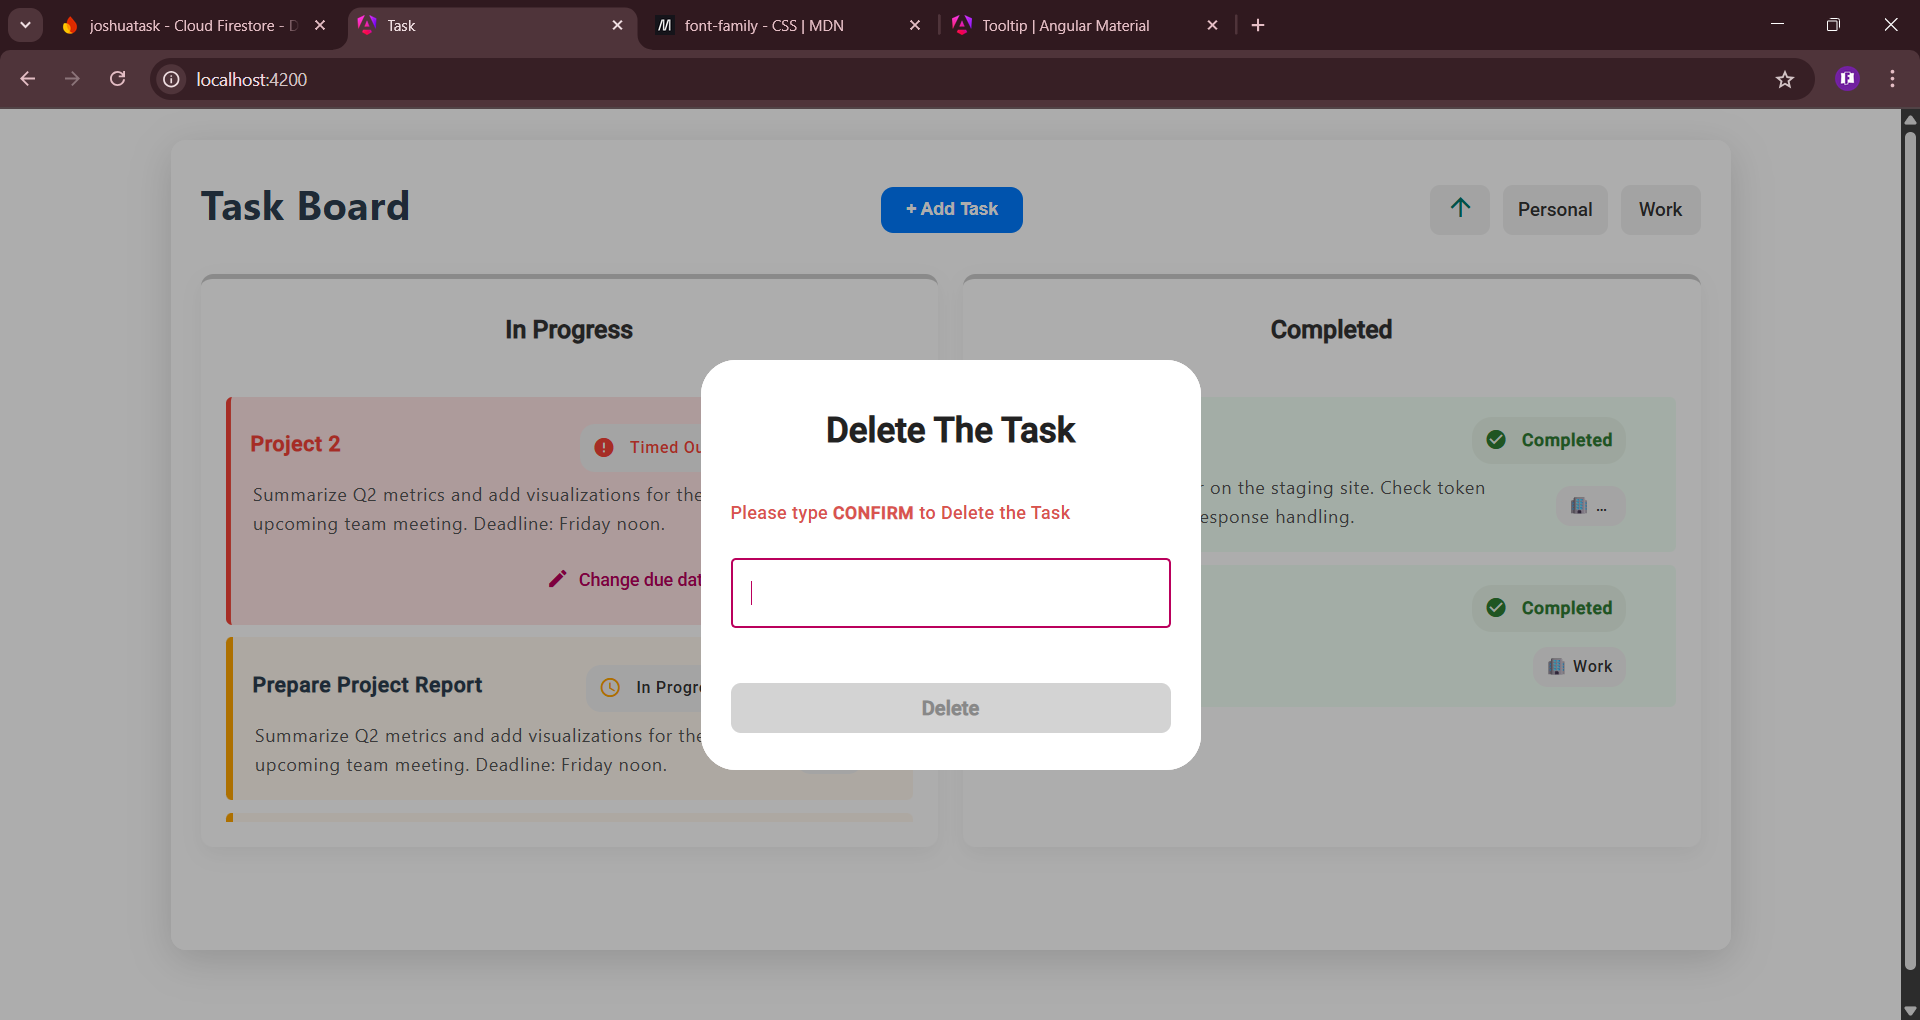 joshuatask - Cloud Firestore - D
Task
font-family - CSS | MDN
Tooltip | Angular Material
localhost:4200
Task Board
+ Add Task
Personal
Work
In Progress
Completed
Project 2
Timed Ou
Summarize Q2 metrics and add visualizations for the
upcoming team meeting. Deadline: Friday noon.
Change due dat
Prepare Project Report
In Progre
Summarize Q2 metrics and add visualizations for the
upcoming team meeting. Deadline: Friday noon.
Delete The Task
Please type CONFIRM to Delete the Task
Delete
Completed
on the staging site. Check token
esponse handling.
...
Completed
Work